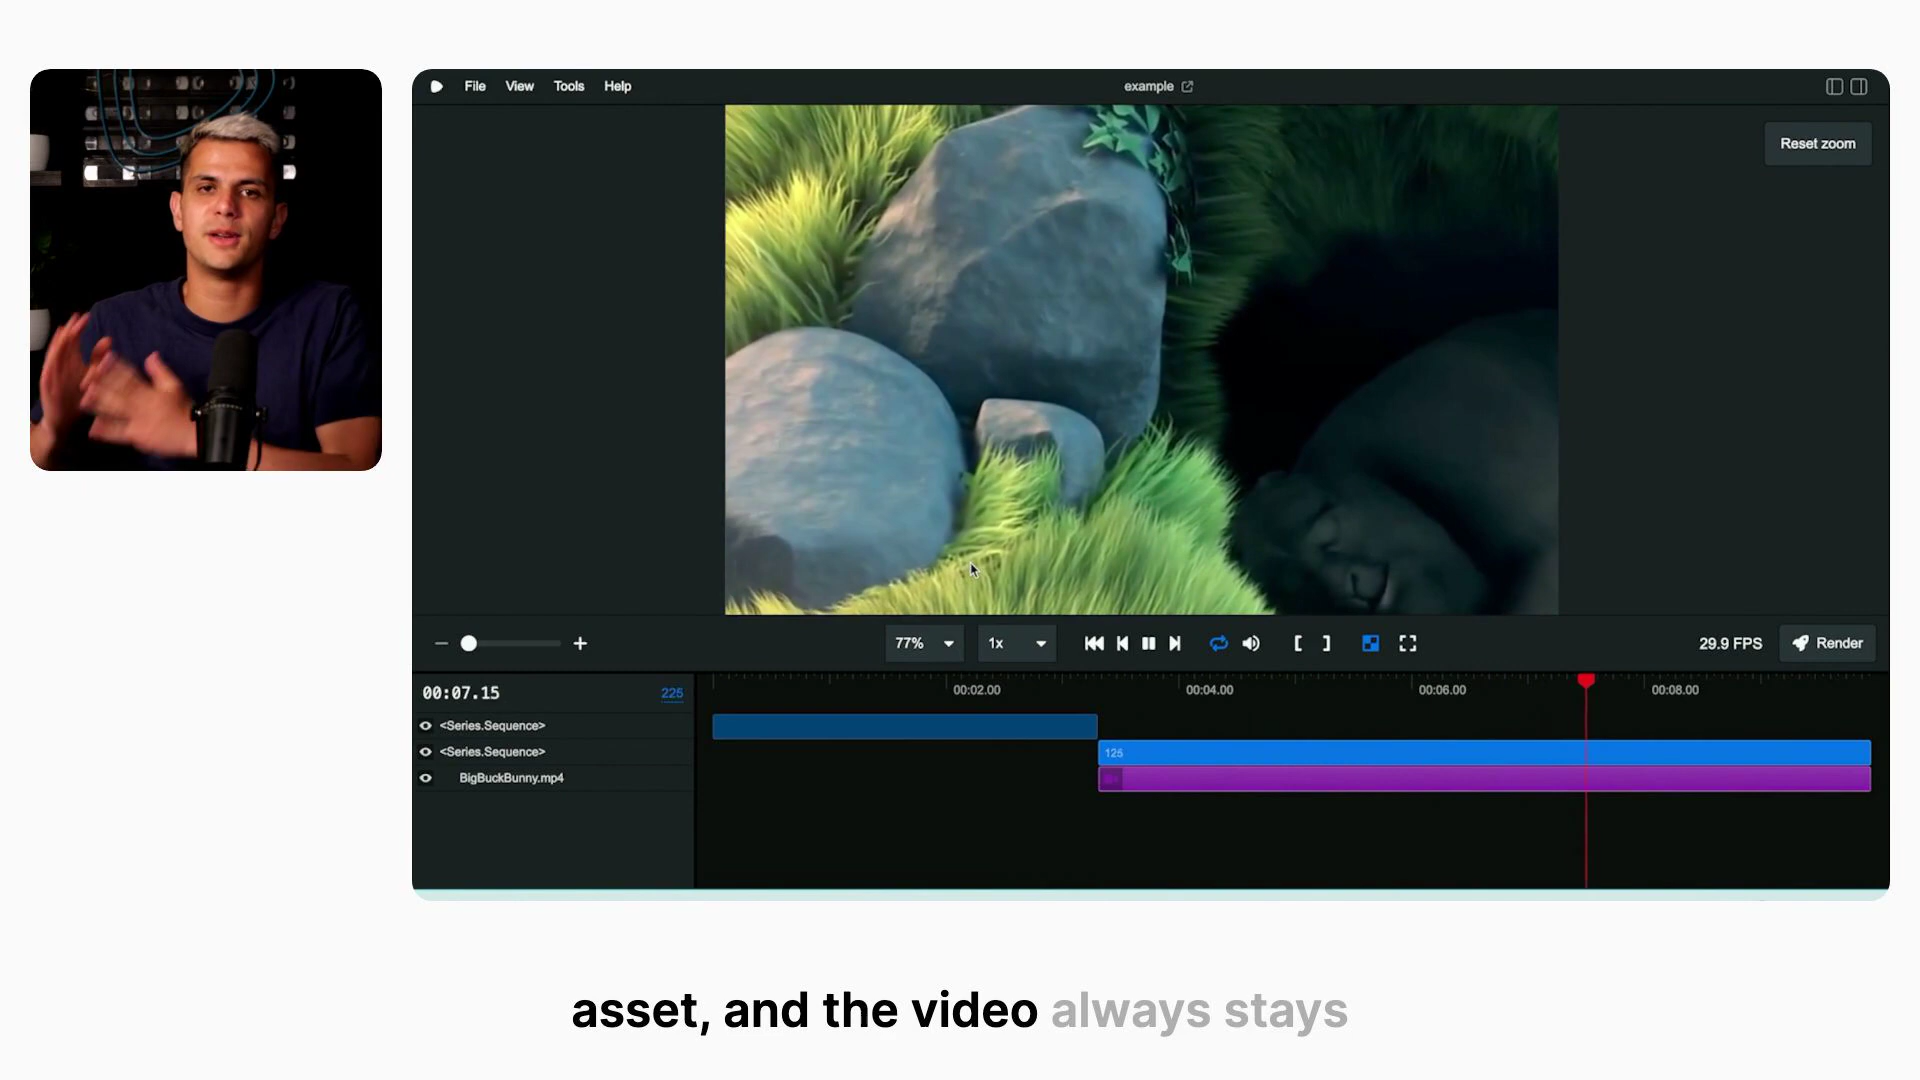 File View Tools Help
example
Reset zoom
77%
1x
29.9 FPS
Render
00:07.15
225
00:02.00
00:04.00
00:06.00
00:08.00
<Series.Sequence>
<Series.Sequence>
125
BigBuckBunny.mp4
asset, and the video always stays